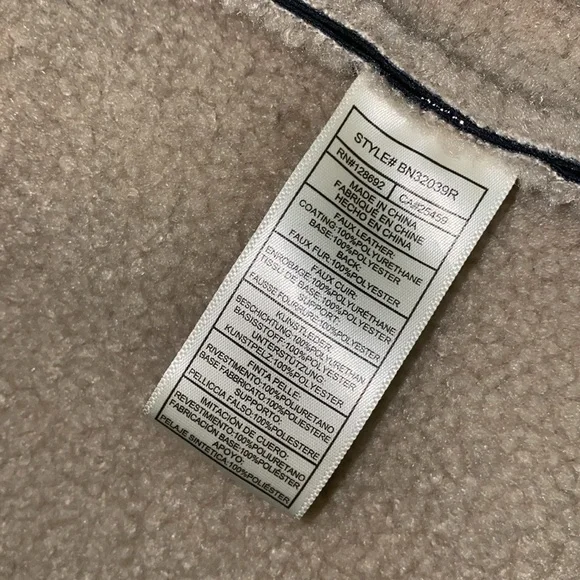 STYLE# BN32039R
RN#128692 CA#25459
MADE IN CHINA
FABRIQUÉ EN CHINE
HECHO EN CHINA
FAUX LEATHER:
COATING:100%POLYURETHANE
BASE:100%POLYESTER
BACK:
FAUX FUR:100%POLYESTER
FAUX CUIR:
ENROBAGE:100%POLYURETHANE
TISSU DE BASE:100%POLYESTER
SUPPORT:
FAUSSE FOURRURE:100%POLYESTER
KUNSTLEDER
BESCHICHTUNG:100%POLYURETHAN
BASISSTOFF:100%POLYESTER
UNTERSTÜTZUNG:
KUNSTPELZ:100%POLYESTER
FINTA PELLE:
RIVESTIMENTO:100%POLIURETANO
BASE FABBRICATO:100%POLIESTERE
SUPPORTO:
PELLICCIA FALSO:100%POLIESTERE
IMITACIÓN DE CUERO:
REVESTIMIENTO:100%POLIURETANO
FABRICACIÓN BASE:100%POLIÉSTER
PELAJE SINTETICA:100%POLIÉSTER